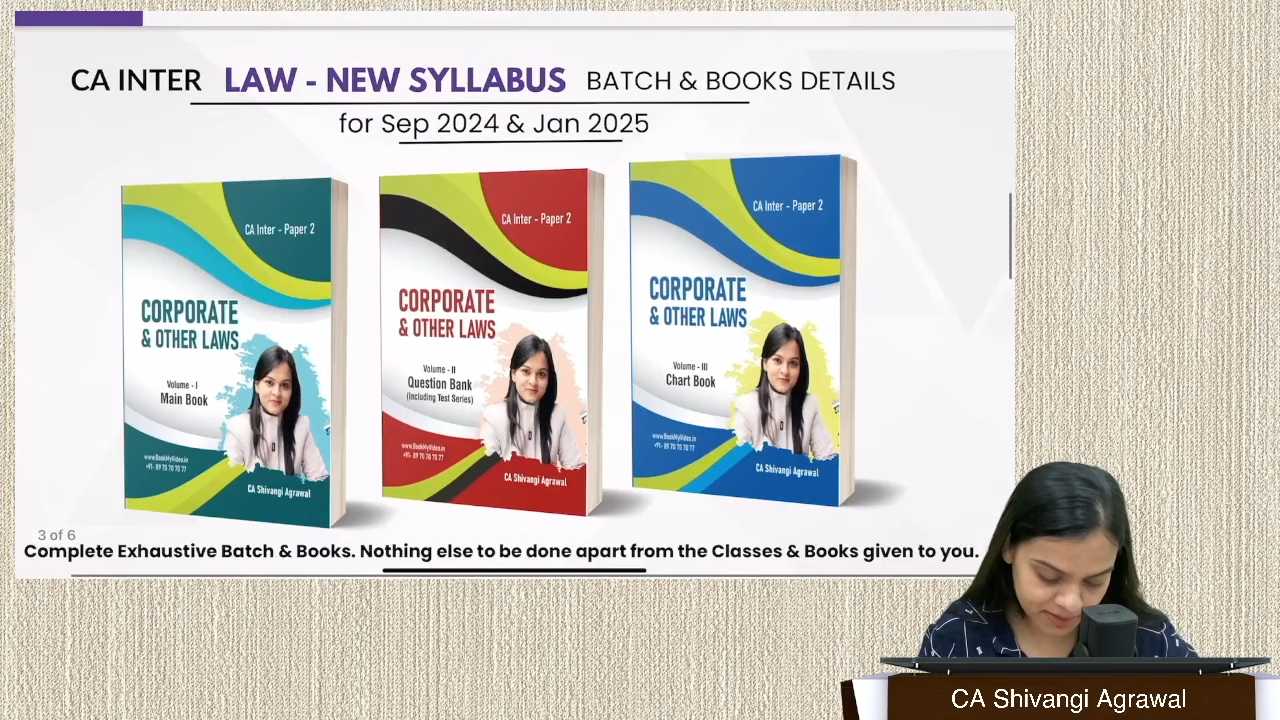 CA INTER LAW - NEW SYLLABUS BATCH & BOOKS DETAILS
for Sep 2024 & Jan 2025
CA Inter - Paper 2
CORPORATE
& OTHER LAWS
Volume - I
Main Book
www.BookMyVideo.in
+91- 89 70 70 70 77
CA Shivangi Agrawal
CA Inter - Paper 2
CORPORATE
& OTHER LAWS
Volume - II
Question Bank
(Including Test Series)
www.BookMyVideo.in
+91- 89 70 70 70 77
CA Shivangi Agrawal
CA Inter - Paper 2
CORPORATE
& OTHER LAWS
Volume - III
Chart Book
www.BookMyVideo.in
+91- 89 70 70 70 77
CA Shivangi Agrawal
3 of 6
Complete Exhaustive Batch & Books. Nothing else to be done apart from the Classes & Books given to you.
CA Shivangi Agrawal